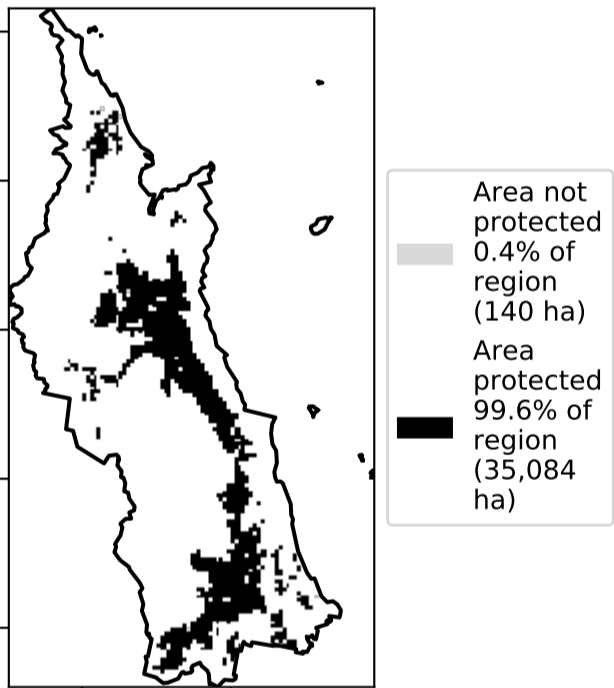 Area not
protected
0.4% of
region
(140 ha)
Area
protected
99.6% of
region
(35,084
ha)